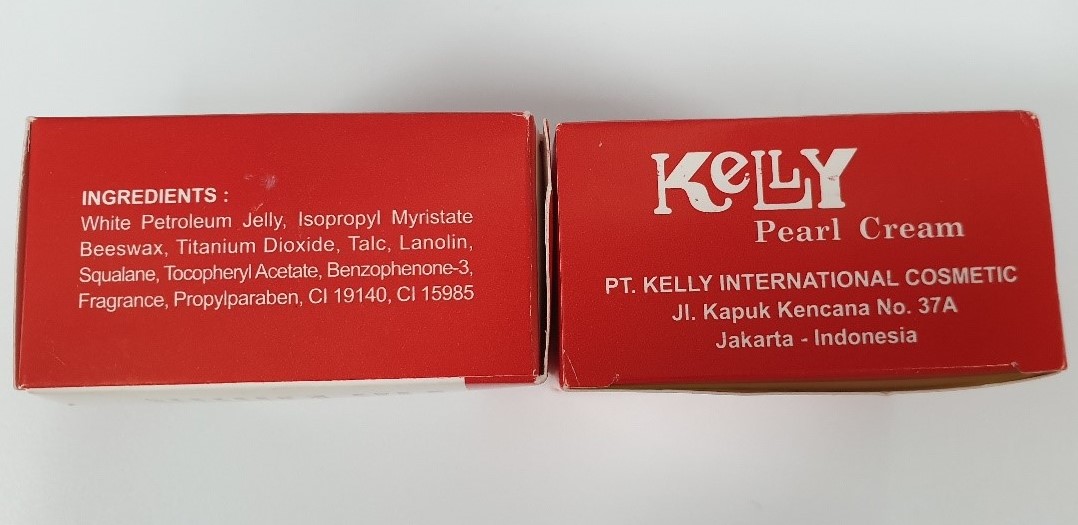 INGREDIENTS :
White Petroleum Jelly, Isopropyl Myristate
Beeswax, Titanium Dioxide, Talc, Lanolin,
Squalane, Tocopheryl Acetate, Benzophenone-3,
Fragrance, Propylparaben, CI 19140, CI 15985
KeLLY
Pearl Cream
PT. KELLY INTERNATIONAL COSMETIC
Jl. Kapuk Kencana No. 37A
Jakarta - Indonesia